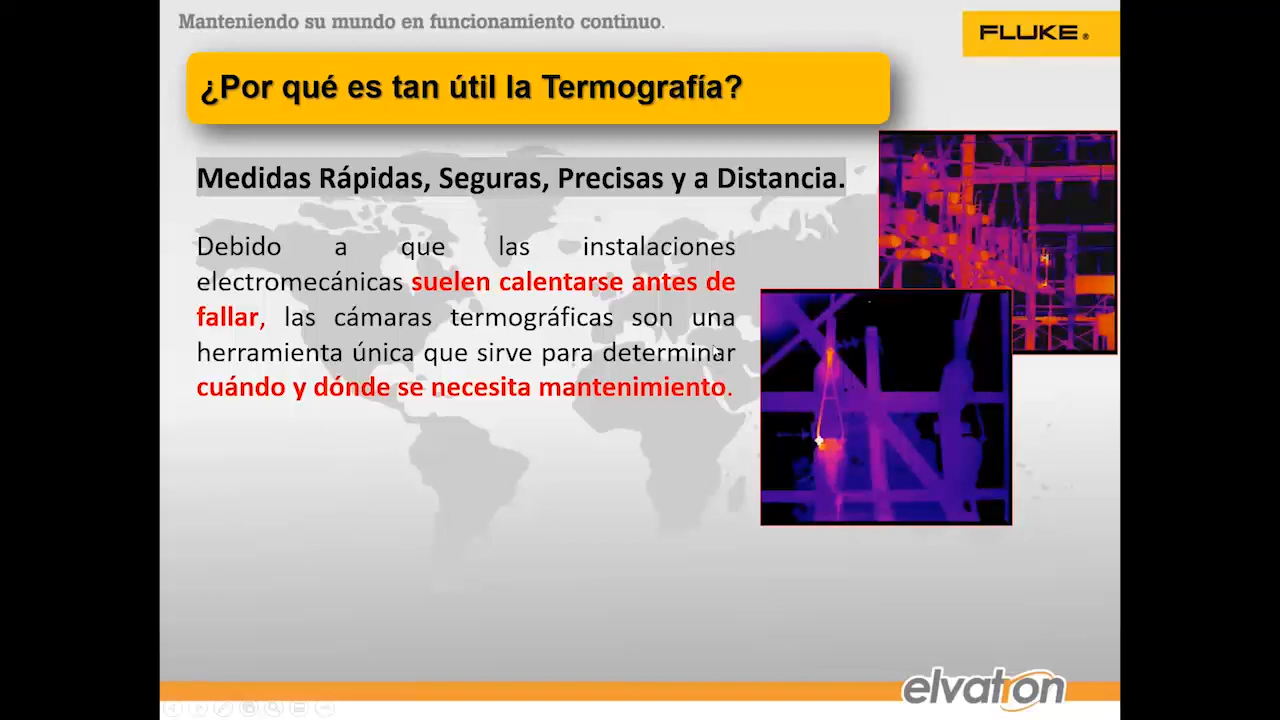 Manteniendo su mundo en funcionamiento continuo.
FLUKE®
¿Por qué es tan útil la Termografía?
Medidas Rápidas, Seguras, Precisas y a Distancia.
Debido a que las instalaciones
electromecánicas suelen calentarse antes de
fallar, las cámaras termográficas son una
herramienta única que sirve para determinar
cuándo y dónde se necesita mantenimiento.
elvatron